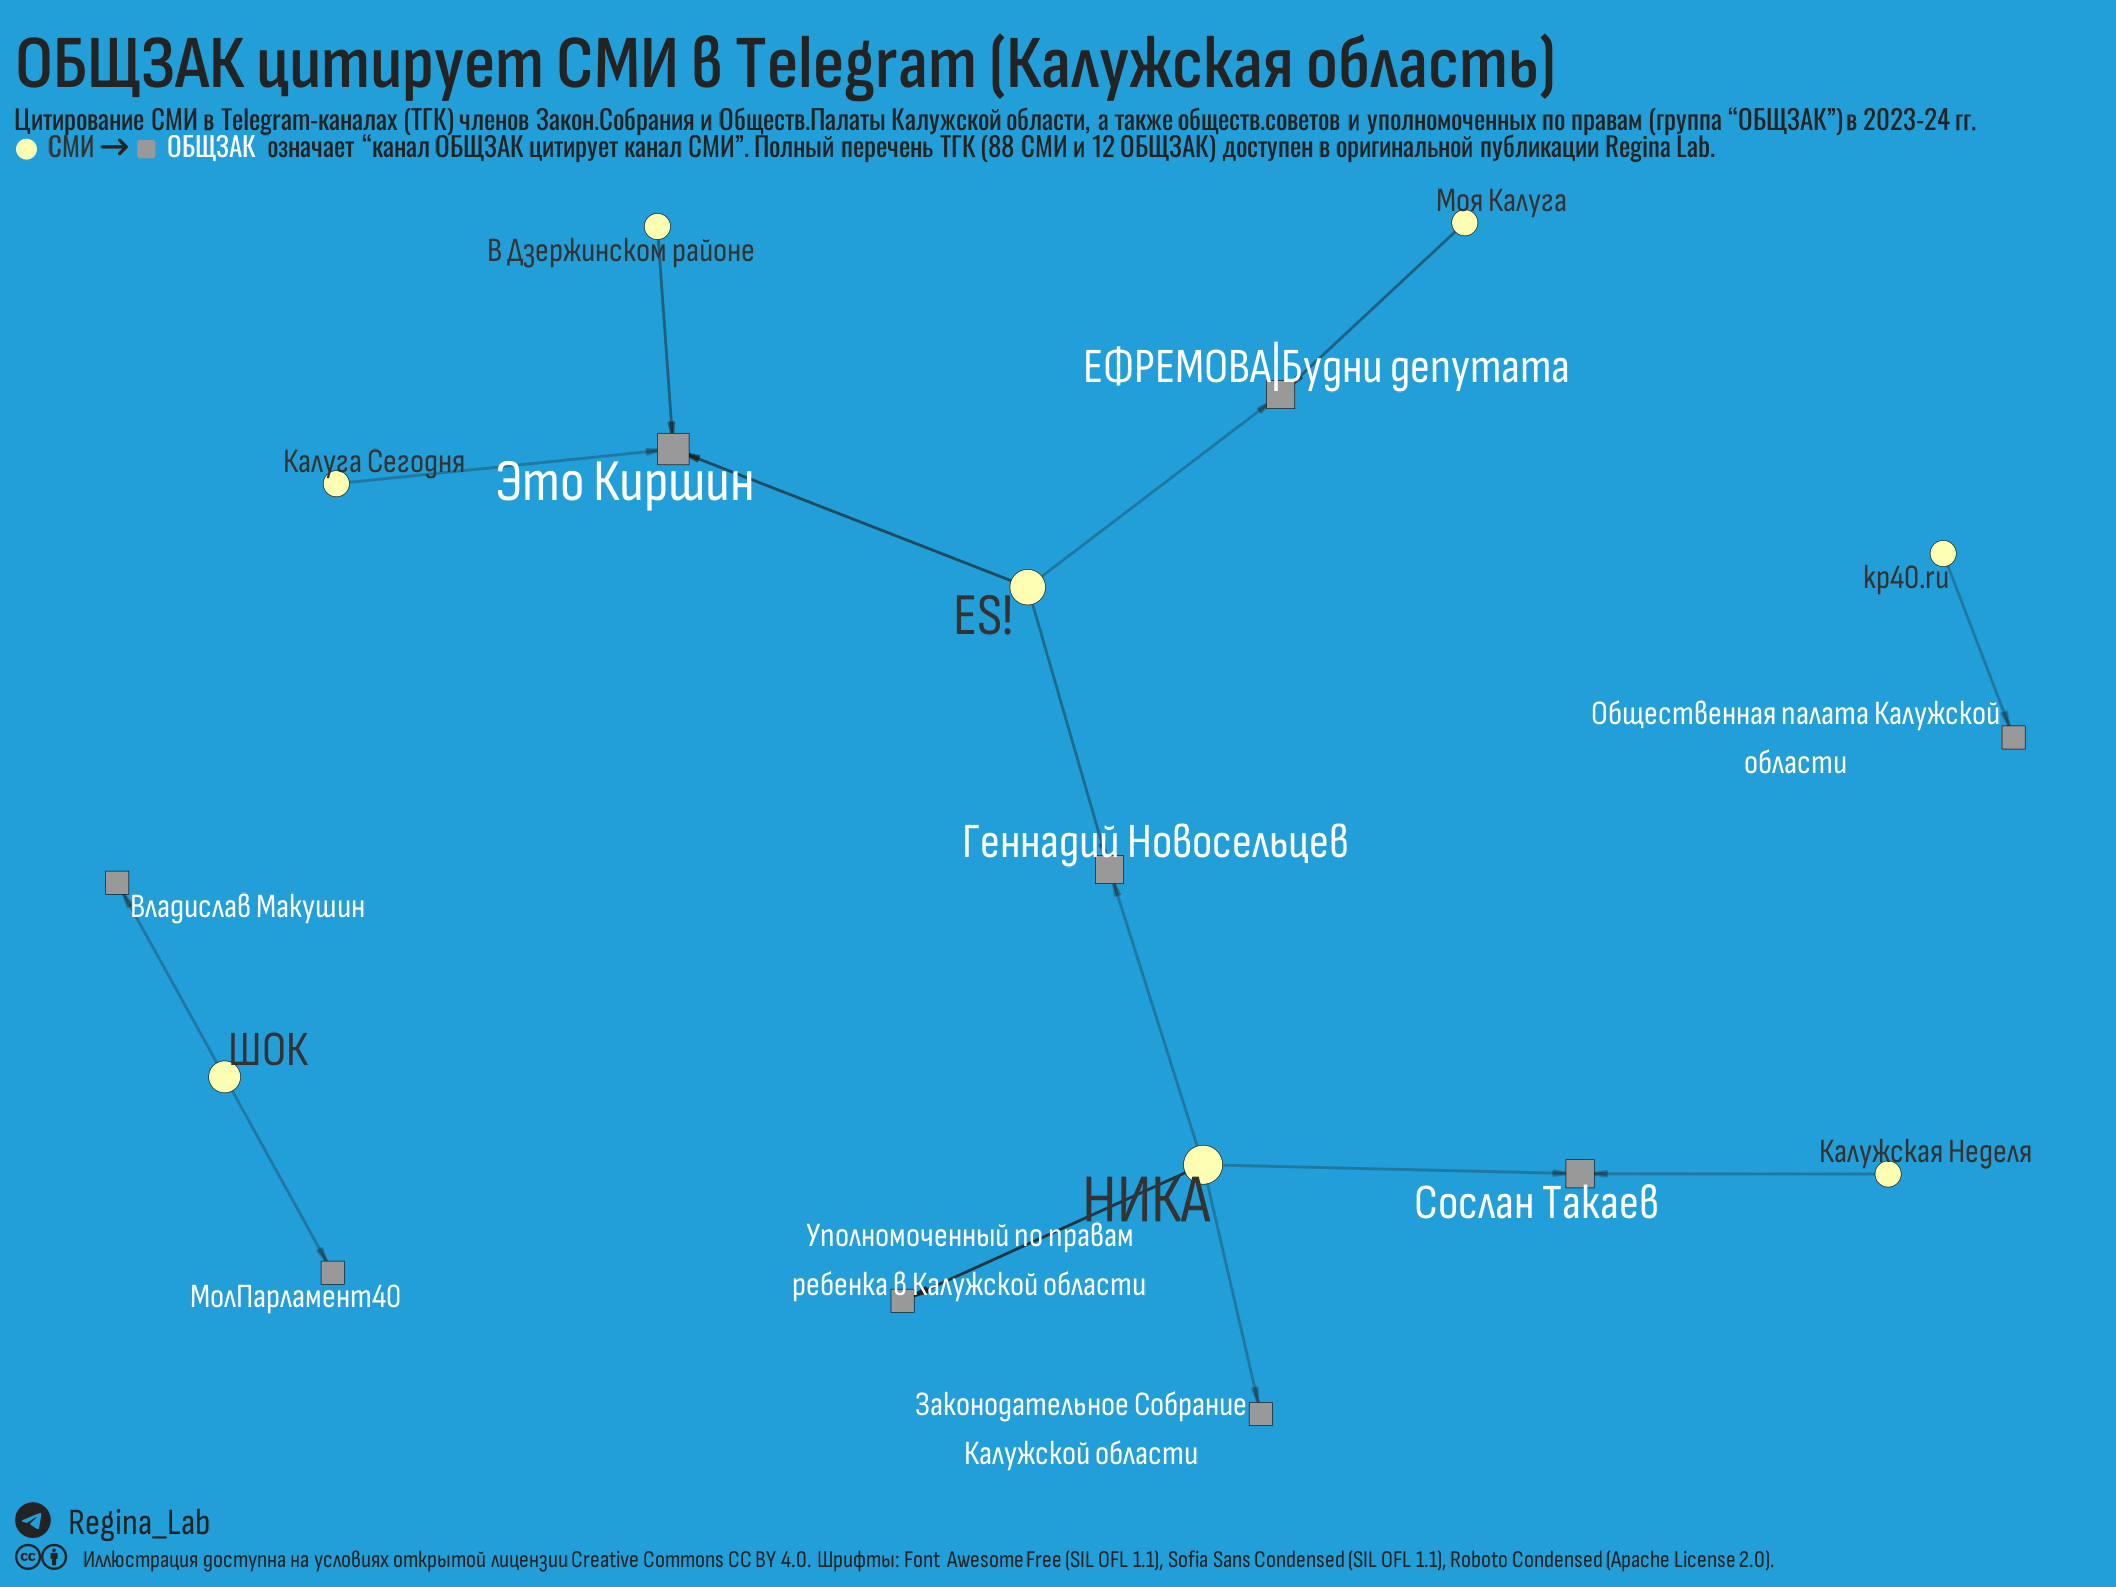 ОБЩЗАК цитирует СМИ в Telegram (Калужская область)
Цитирование СМИ в Telegram-каналах (ТГК) членов Закон.Собрания и Обществ.Палаты Калужской области, а также обществ.советов и уполномоченных по правам (группа “ОБЩЗАК”) в 2023-24 гг.
СМИ → ОБЩЗАК означает “канал ОБЩЗАК цитирует канал СМИ”. Полный перечень ТГК (88 СМИ и 12 ОБЩЗАК) доступен в оригинальной публикации Regina Lab.
Моя Калуга
В Дзержинском районе
ЕФРЕМОВА|Будни депутата
Калуга Сегодня
Это Киршин
kp40.ru
ES!
Общественная палата Калужской
области
Геннадий Новосельцев
Владислав Макушин
ШОК
Калужская Неделя
НИКА
Сослан Такаев
Уполномоченный по правам
ребенка в Калужской области
МолПарламент40
Законодательное Собрание
Калужской области
Regina_Lab
cc Иллюстрация доступна на условиях открытой лицензии Creative Commons CC BY 4.0. Шрифты: Font Awesome Free (SIL OFL 1.1), Sofia Sans Condensed (SIL OFL 1.1), Roboto Condensed (Apache License 2.0).